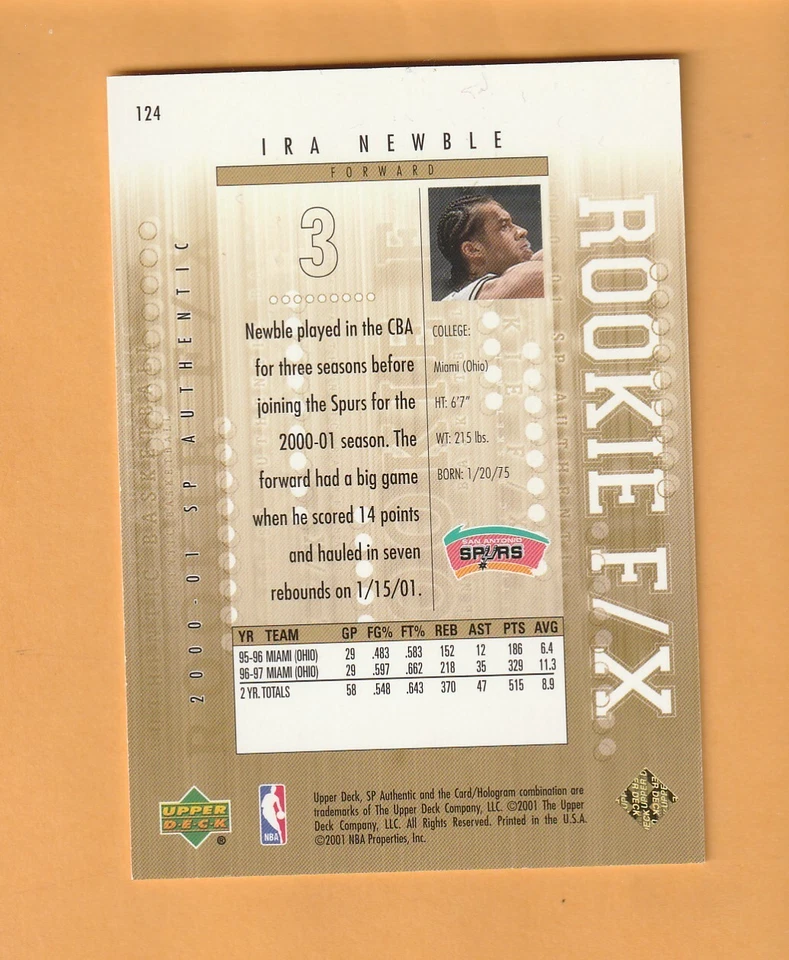 124
IRA NEWBLE
FORWARD
3
Newble played in the CBA
for three seasons before
joining the Spurs for the
2000-01 season. The
forward had a big game
when he scored 14 points
and hauled in seven
rebounds on 1/15/01.
COLLEGE:
Miami (Ohio)
HT: 6'7"
WT: 215 lbs.
BORN: 1/20/75
SAN ANTONIO
SPURS
YR TEAM GP FG% FT% REB AST PTS AVG
95-96 MIAMI (OHIO) 29 .483 .583 152 12 186 6.4
96-97 MIAMI (OHIO) 29 .597 .662 218 35 329 11.3
2 YR. TOTALS 58 .548 .643 370 47 515 8.9
2000-01 SP AUTHENTIC
BASKETBALL
ROOKIE F/X
UPPER
DECK
®
NBA
Upper Deck, SP Authentic and the Card/Hologram combination are
trademarks of The Upper Deck Company, LLC. ©2001 The Upper
Deck Company, LLC. All Rights Reserved. Printed in the U.S.A.
©2001 NBA Properties, Inc.